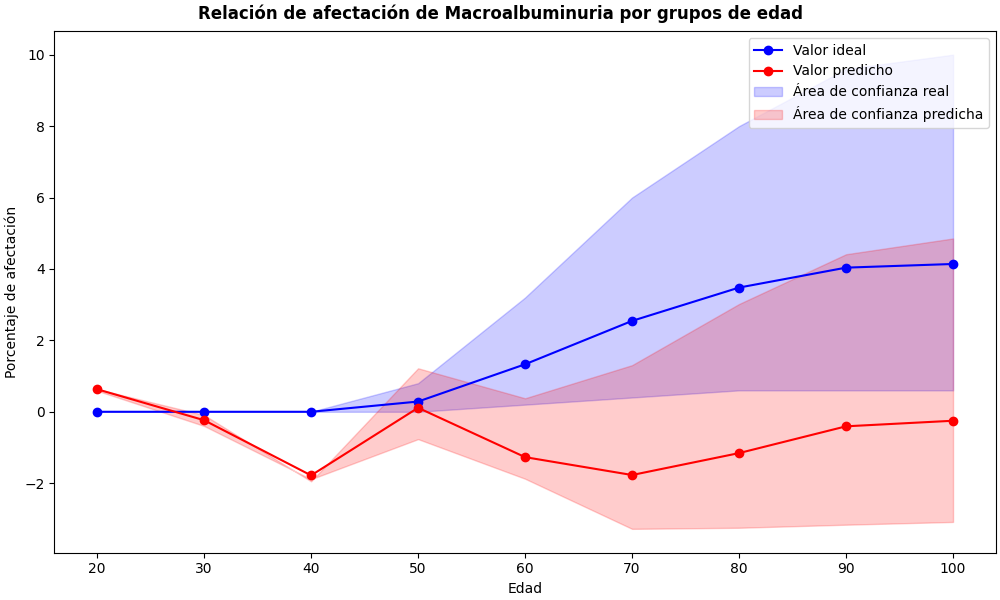 Relación de afectación de Macroalbuminuria por grupos de edad
Valor ideal
Valor predicho
Área de confianza real
Área de confianza predicha
Porcentaje de afectación
10
8
6
4
2
0
−2
20 30 40 50 60 70 80 90 100
Edad